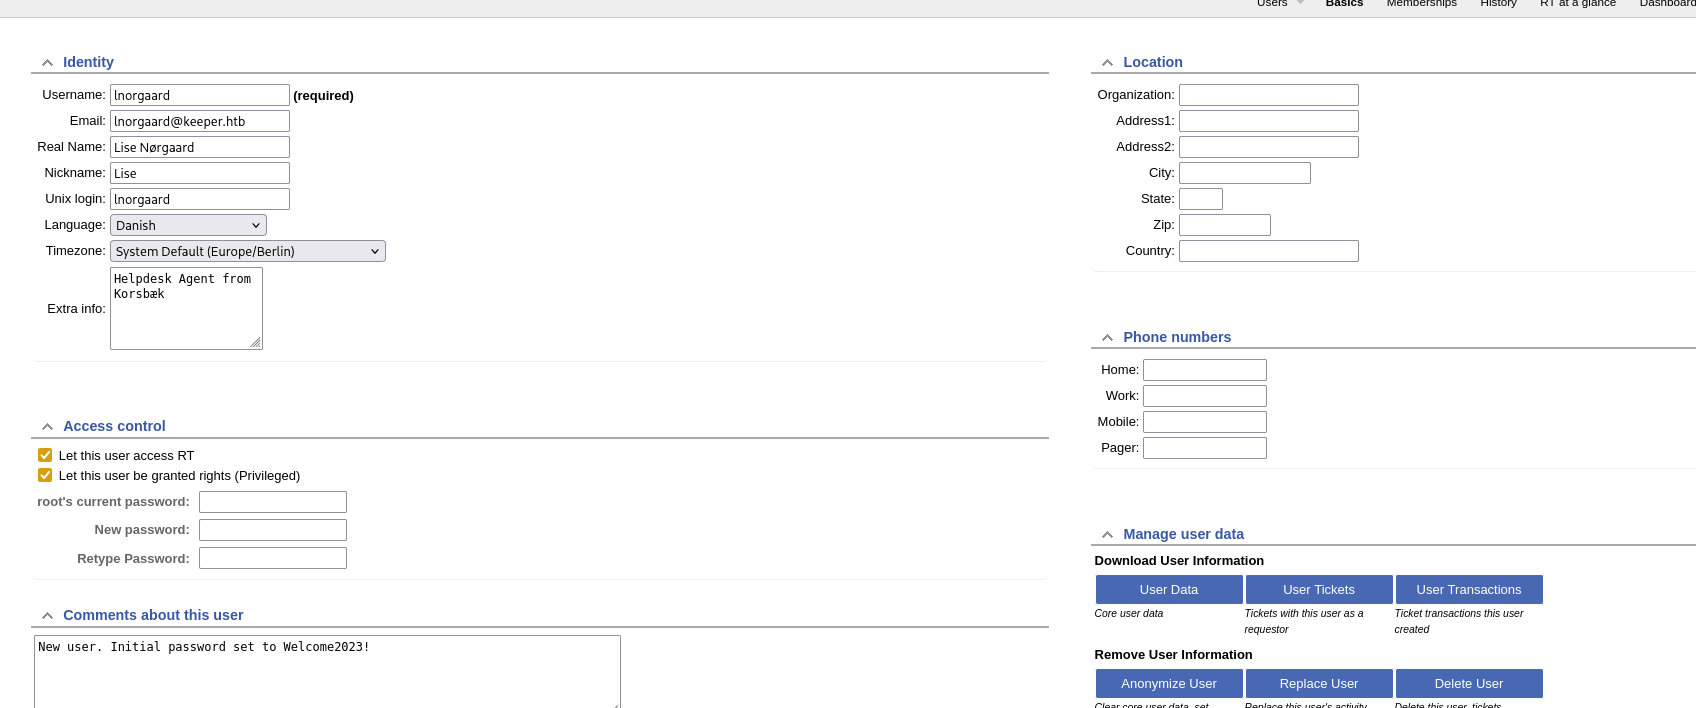 Users Basics Memberships History RT at a glance Dashboard
Identity
Username: lnorgaard (required)
Email: lnorgaard@keeper.htb
Real Name: Lise Nørgaard
Nickname: Lise
Unix login: lnorgaard
Language: Danish
Timezone: System Default (Europe/Berlin)
Extra info: Helpdesk Agent from
Korsbæk
Access control
Let this user access RT
Let this user be granted rights (Privileged)
root's current password:
New password:
Retype Password:
Comments about this user
New user. Initial password set to Welcome2023!
Location
Organization:
Address1:
Address2:
City:
State:
Zip:
Country:
Phone numbers
Home:
Work:
Mobile:
Pager:
Manage user data
Download User Information
User Data User Tickets User Transactions
Core user data Tickets with this user as a Ticket transactions this user
requestor created
Remove User Information
Anonymize User Replace User Delete User
Clear core user data, set Replace this user's activity Delete this user, tickets